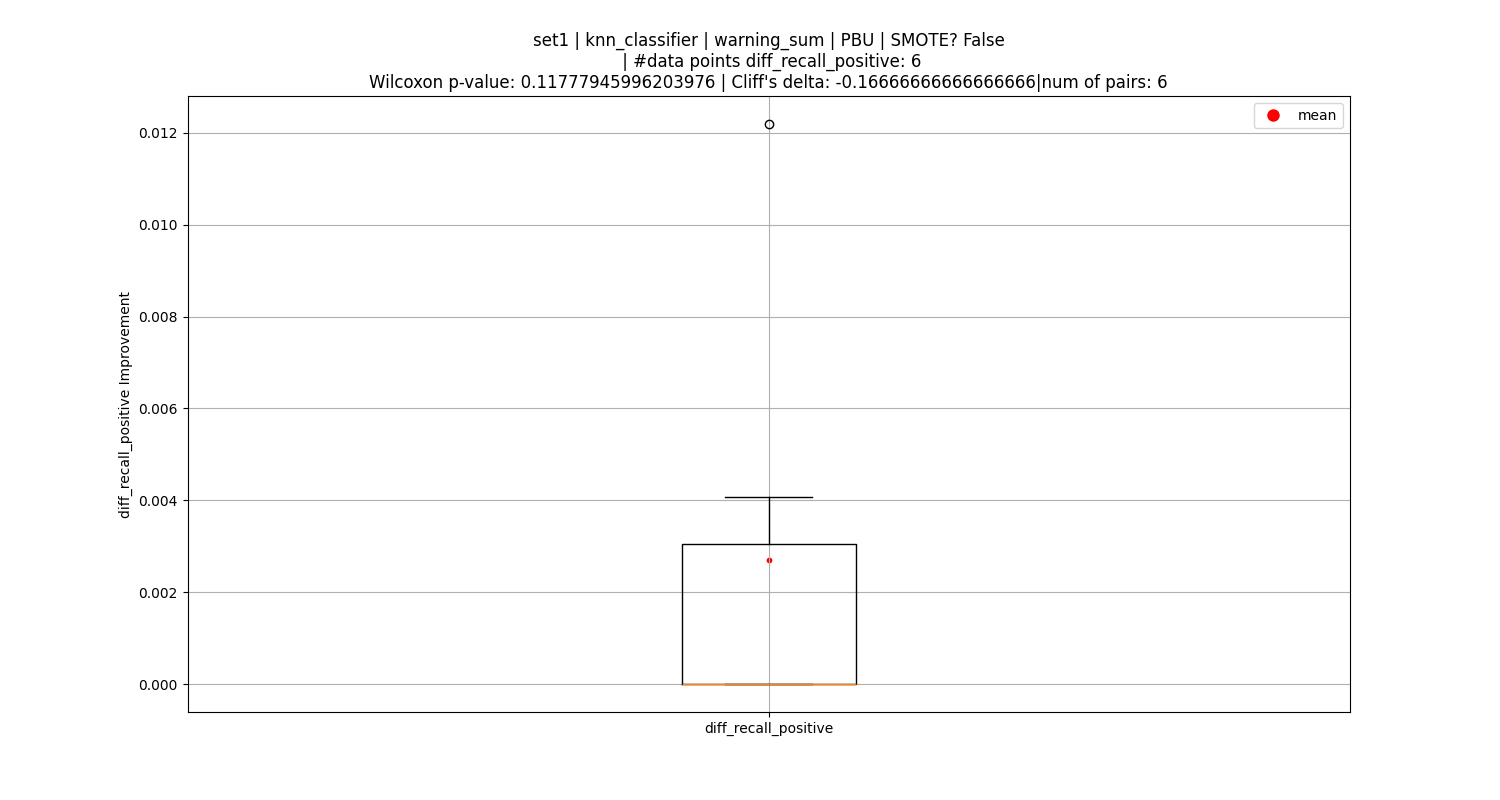 set1 | knn_classifier | warning_sum | PBU | SMOTE? False
| #data points diff_recall_positive: 6
Wilcoxon p-value: 0.11777945996203976 | Cliff's delta: -0.16666666666666666|num of pairs: 6
mean
0.012
0.010
0.008
0.006
0.004
0.002
0.000
diff_recall_positive Improvement
diff_recall_positive